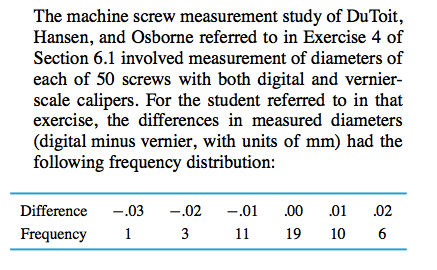 The machine screw measurement study of DuToit,
Hansen, and Osborne referred to in Exercise 4 of
Section 6.1 involved measurement of diameters of
each of 50 screws with both digital and vernier-
scale calipers. For the student referred to in that
exercise, the differences in measured diameters
(digital minus vernier, with units of mm) had the
following frequency distribution:
Difference −.03 −.02 −.01 .00 .01 .02
Frequency 1 3 11 19 10 6